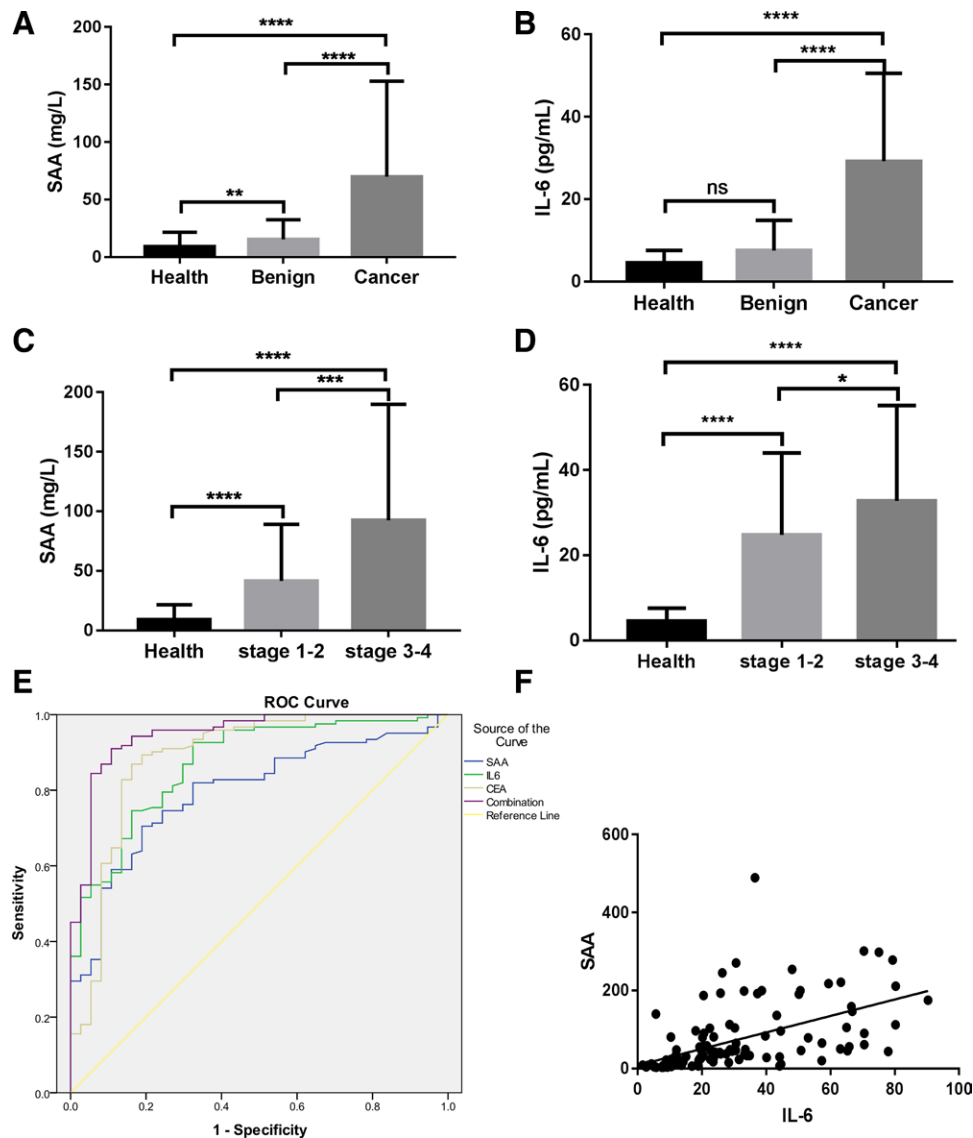 A
SAA (mg/L)
200
150
100
50
0
****
****
**
Health Benign Cancer
B
IL-6 (pg/mL)
60
40
20
0
****
****
ns
Health Benign Cancer
C
SAA (mg/L)
200
150
100
50
0
****
***
****
Health stage 1-2 stage 3-4
D
IL-6 (pg/mL)
60
40
20
0
****
*
****
Health stage 1-2 stage 3-4
E
ROC Curve
Sensitivity
1.0
0.8
0.6
0.4
0.2
0.0
0.0 0.2 0.4 0.6 0.8 1.0
1 - Specificity
Source of the
Curve
SAA
IL6
CEA
Combination
Reference Line
F
SAA
600
400
200
0
0 20 40 60 80 100
IL-6